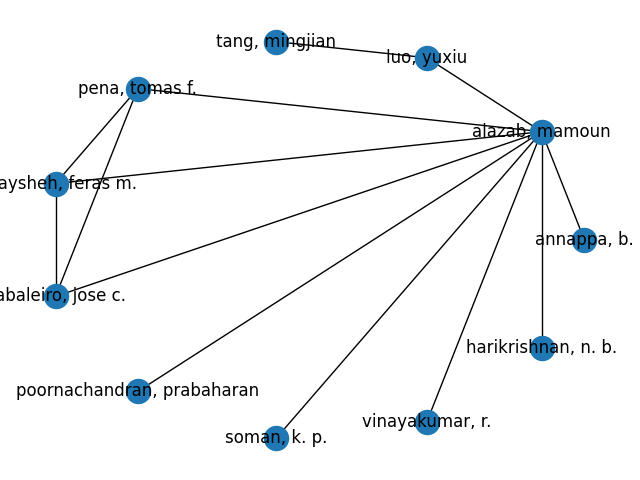 tang, mingjian
luo, yuxiu
pena, tomas f.
alazab, mamoun
aysheh, feras m.
annappa, b.
abaleiro, jose c.
harikrishnan, n. b.
poornachandran, prabaharan
vinayakumar, r.
soman, k. p.